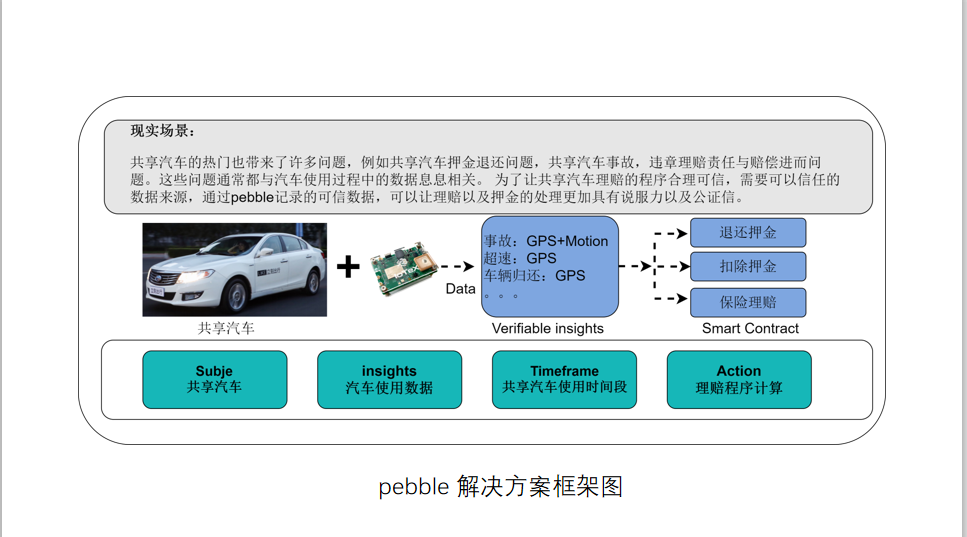 现实场景：
共享汽车的热门也带来了许多问题，例如共享汽车押金退还问题，共享汽车事故，违章理赔责任与赔偿进而问
题。这些问题通常都与汽车使用过程中的数据息息相关。 为了让共享汽车理赔的程序合理可信，需要可以信任的
数据来源，通过pebble记录的可信数据，可以让理赔以及押金的处理更加具有说服力以及公证信。
事故：GPS+Motion
超速：GPS
车辆归还：GPS
。。。
Data
退还押金
扣除押金
保险理赔
共享汽车
Verifiable insights
Smart Contract
Subje
共享汽车
insights
汽车使用数据
Timeframe
共享汽车使用时间段
Action
理赔程序计算
pebble 解决方案框架图